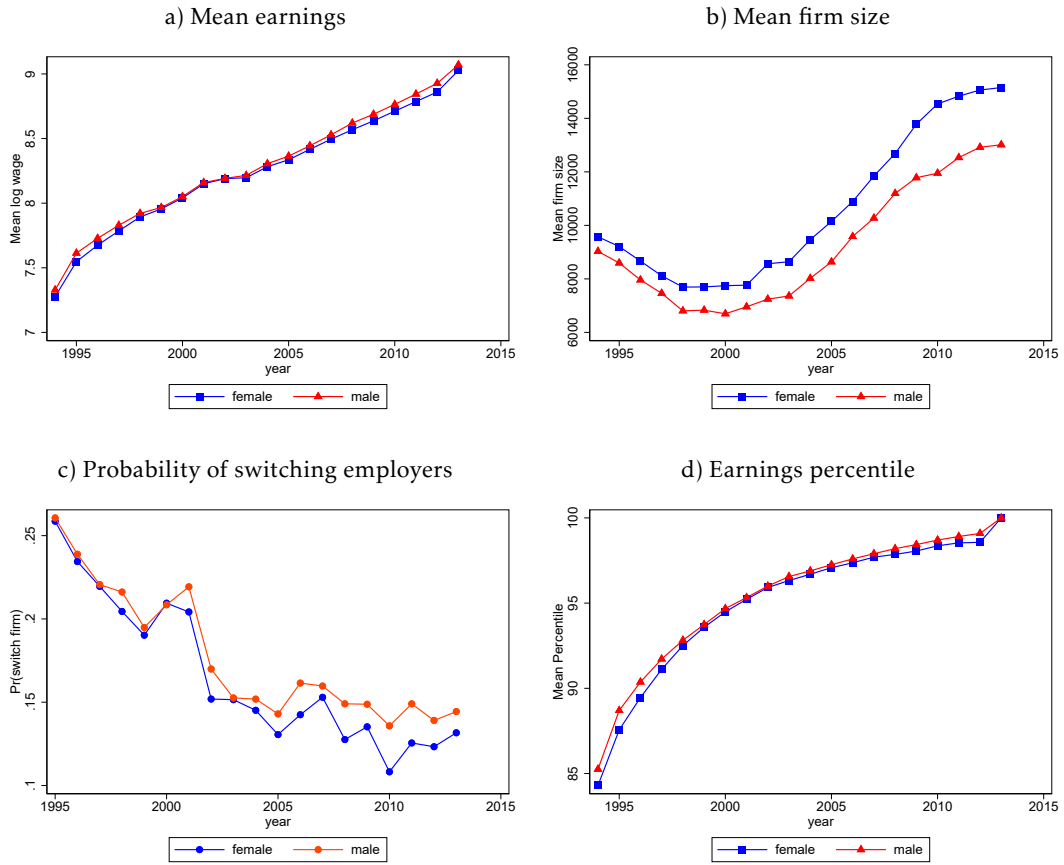 a) Mean earnings
Mean log wage
7 7.5 8 8.5 9
1995 2000 2005 2010 2015
year
female male
b) Mean firm size
Mean firm size
6000 8000 10000 12000 14000 16000
1995 2000 2005 2010 2015
year
female male
c) Probability of switching employers
Pr(switch firm)
.1 .15 .2 .25
1995 2000 2005 2010 2015
year
female male
d) Earnings percentile
Mean Percentile
85 90 95 100
1995 2000 2005 2010 2015
year
female male